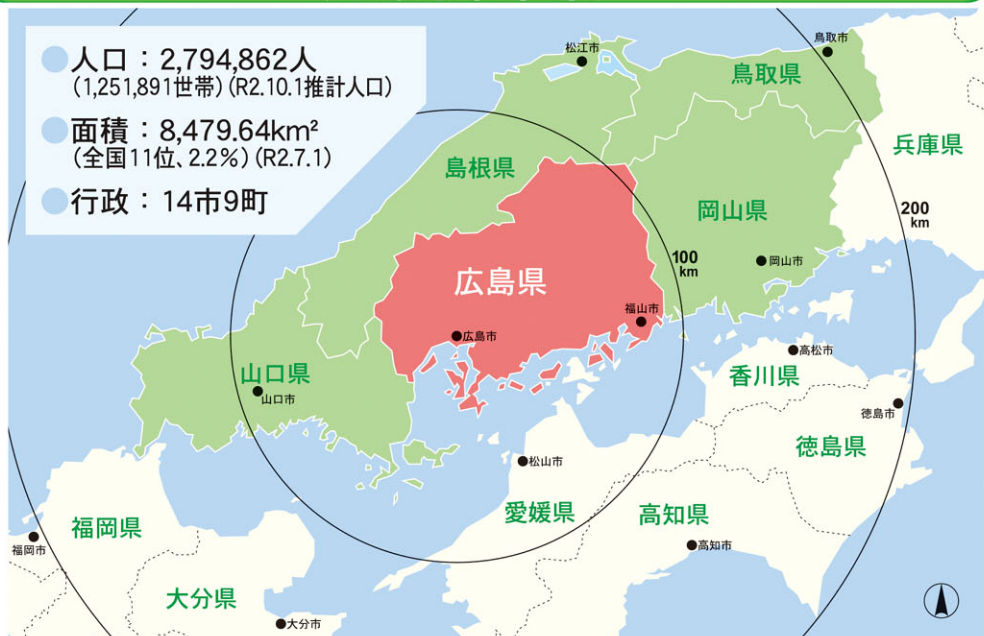 ●人口：2,794,862人
(1,251,891世帯)(R2.10.1推計人口)
●面積：8,479.64km²
(全国11位、2.2%)(R2.7.1)
●行政：14市9町
松江市
鳥取市
鳥取県
兵庫県
島根県
岡山県
200
km
100
km
岡山市
広島県
福山市
広島市
高松市
香川県
山口県
山口市
徳島市
徳島県
松山市
愛媛県
高知県
高知市
福岡県
福岡市
大分県
大分市